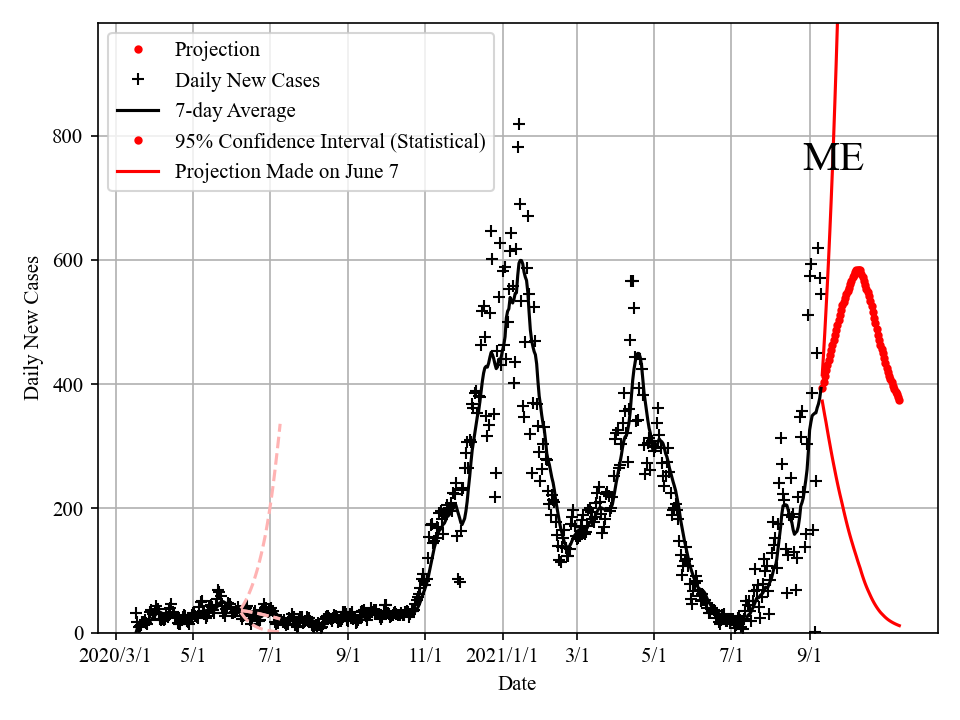 Projection
Daily New Cases
7-day Average
95% Confidence Interval (Statistical)
Projection Made on June 7
ME
Daily New Cases
800
600
400
200
0
2020/3/1 5/1 7/1 9/1 11/1 2021/1/1 3/1 5/1 7/1 9/1
Date